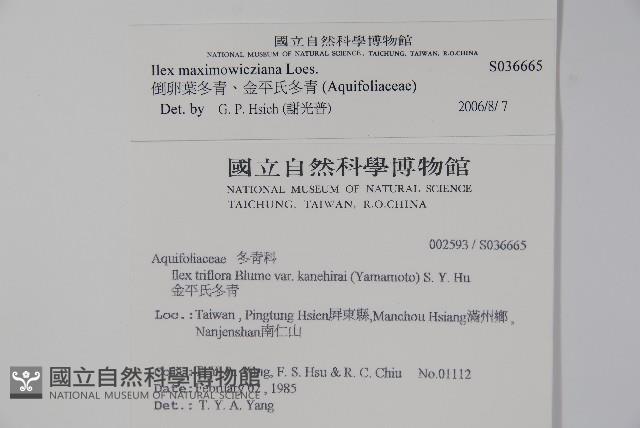 國立自然科學博物館
NATIONAL MUSEUM OF NATURAL SCIENCE, TAICHUNG, TAIWAN, R.O.CHINA
Ilex maximowicziana Loes. S036665
倒卵葉冬青、金平氏冬青 (Aquifoliaceae)
Det. by G. P. Hsieh (謝光普) 2006/8/7
國立自然科學博物館
NATIONAL MUSEUM OF NATURAL SCIENCE
TAICHUNG, TAIWAN, R.O.CHINA
002593 / S036665
Aquifoliaceae 冬青科
Ilex triflora Blume var. kanehirai (Yamamoto) S. Y. Hu
金平氏冬青
Loc.: Taiwan, Pingtung Hsien屏東縣,Manchou Hsiang滿州鄉,
Nanjenshan南仁山
F. S. Hsu & R. C. Chiu No.01112
Date: February 02, 1985
Det.: T. Y. A. Yang
國立自然科學博物館
NATIONAL MUSEUM OF NATURAL SCIENCE